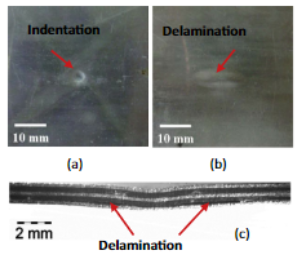 Indentation
Delamination
10 mm
10 mm
(a)
(b)
2 mm
(c)
Delamination